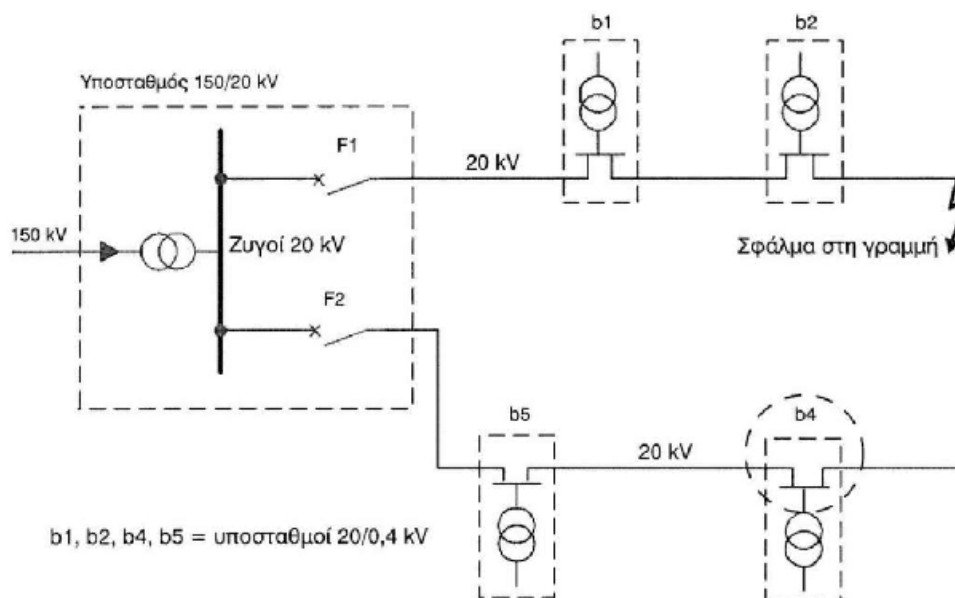 b1
b2
Υποσταθμός 150/20 kV
F1
20 kV
150 kV
Ζυγοί 20 kV
Σφάλμα στη γραμμή
F2
b5
b4
20 kV
b1, b2, b4, b5 = υποσταθμοί 20/0,4 kV